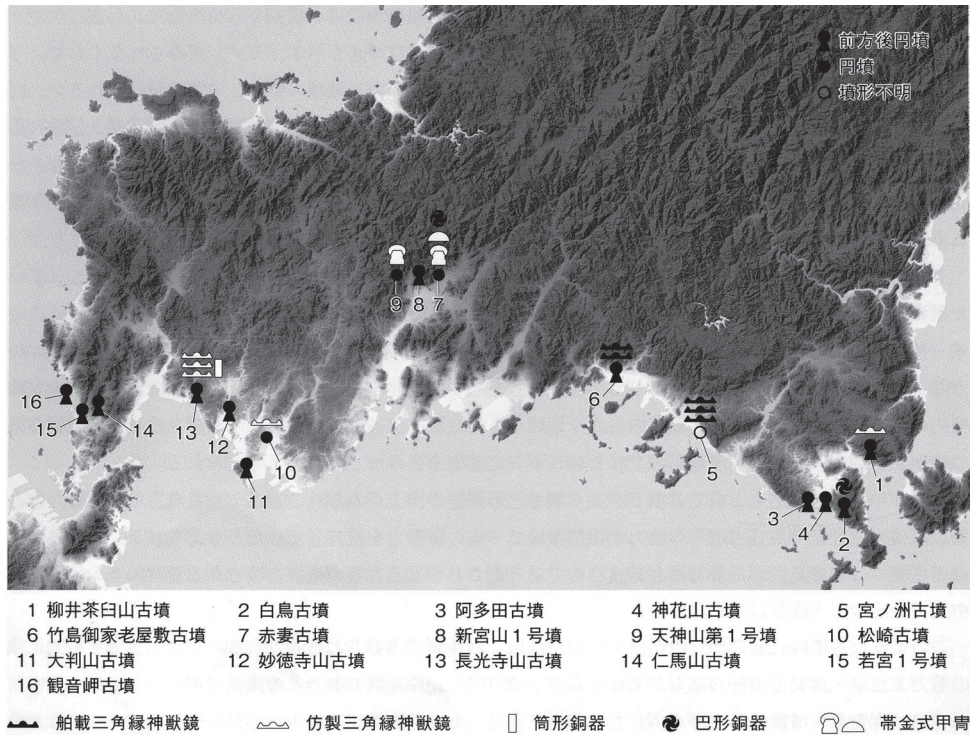 前方後円墳
円墳
墳形不明
9 8 7
16
15
14
13
12
10
11
6
5
1
3
4
2
1 柳井茶臼山古墳 2 白鳥古墳 3 阿多田古墳 4 神花山古墳 5 宮ノ洲古墳
6 竹島御家老屋敷古墳 7 赤妻古墳 8 新宮山1号墳 9 天神山第1号墳 10 松崎古墳
11 大判山古墳 12 妙徳寺山古墳 13 長光寺山古墳 14 仁馬山古墳 15 若宮1号墳
16 観音岬古墳
舶載三角縁神獣鏡 仿製三角縁神獣鏡 筒形銅器 巴形銅器 帯金式甲冑